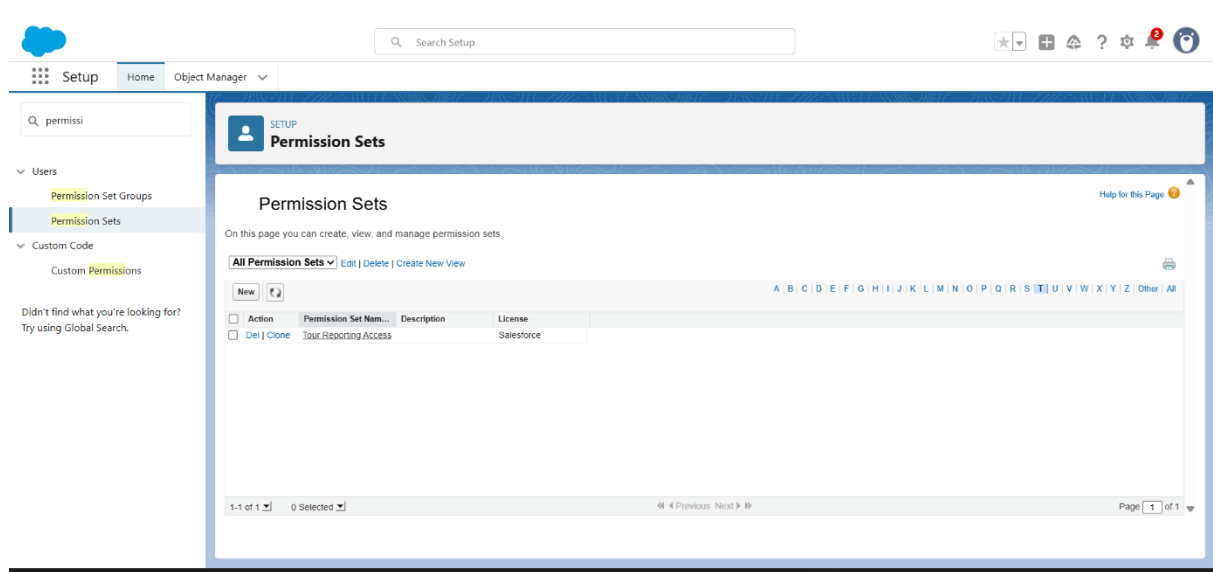 Search Setup
2
Setup
Home
Object Manager
permissi
Users
Permission Set Groups
Permission Sets
Custom Code
Custom Permissions
Didn't find what you're looking for?
Try using Global Search.
SETUP
Permission Sets
Help for this Page
Permission Sets
On this page you can create, view, and manage permission sets.
All Permission Sets Edit | Delete | Create New View
New
A | B | C | D | E | F | G | H | I | J | K | L | M | N | O | P | Q | R | S | T | U | V | W | X | Y | Z | Other | All
Action Permission Set Nam... Description License
Del | Clone Tour Reporting Access Salesforce
1-1 of 1 0 Selected Previous Next Page 1 of 1